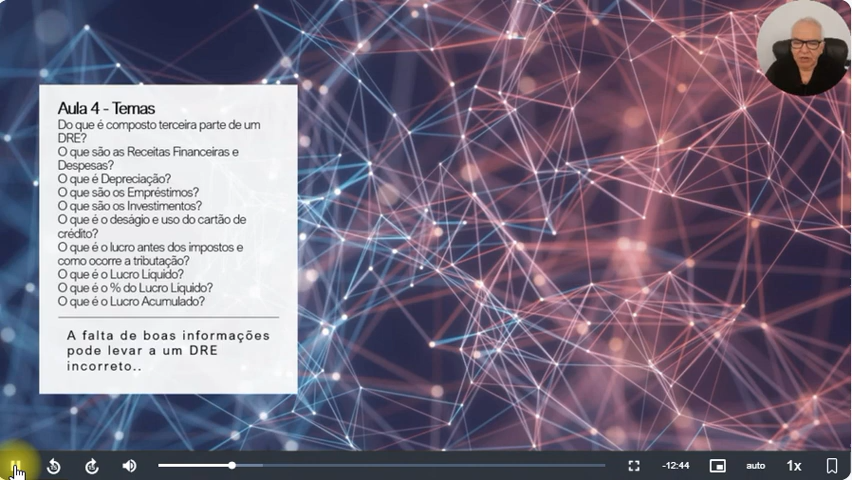 Aula 4 - Temas
Do que é composto terceira parte de um
DRE?
O que são as Receitas Financeiras e
Despesas?
O que é Depreciação?
O que são os Empréstimos?
O que são os Investimentos?
O que é o deságio e uso do cartão de
crédito?
O que é o lucro antes dos impostos e
como ocorre a tributação?
O que é o Lucro Líquido?
O que é o % do Lucro Líquido?
O que é o Lucro Acumulado?
A falta de boas informações
pode levar a um DRE
incorreto..
-12:44 auto 1x